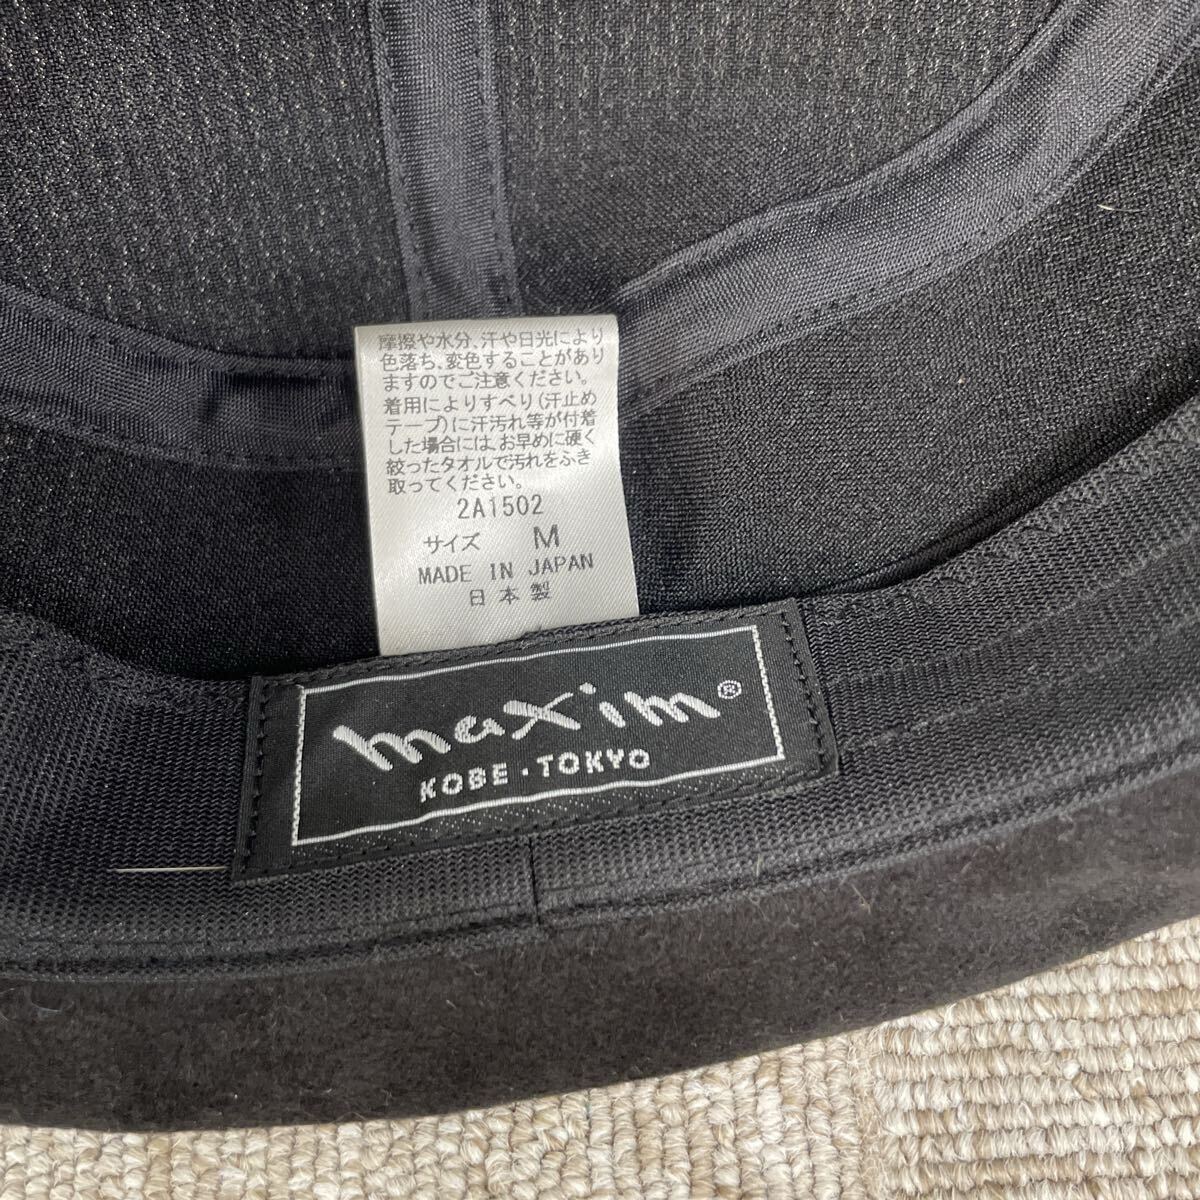 摩擦や水分、汗や日光により
色落ち、変色することがあり
ますのでご注意ください。
着用によりすべり(汗止め
テープ)に汗汚れ等が付着
した場合には、お早めに硬く
絞ったタオルで汚れをふき
取ってください。
2A1502
サイズ M
MADE IN JAPAN
日本製
maxim®
KOBE・TOKYO